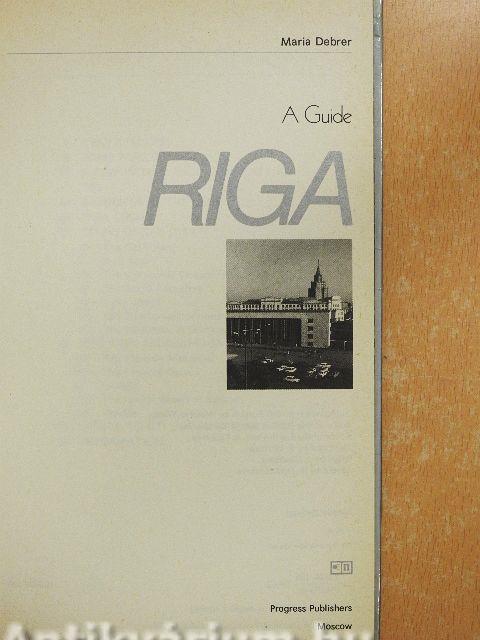 Maria Debrer
A Guide
RIGA
Progress Publishers
Moscow